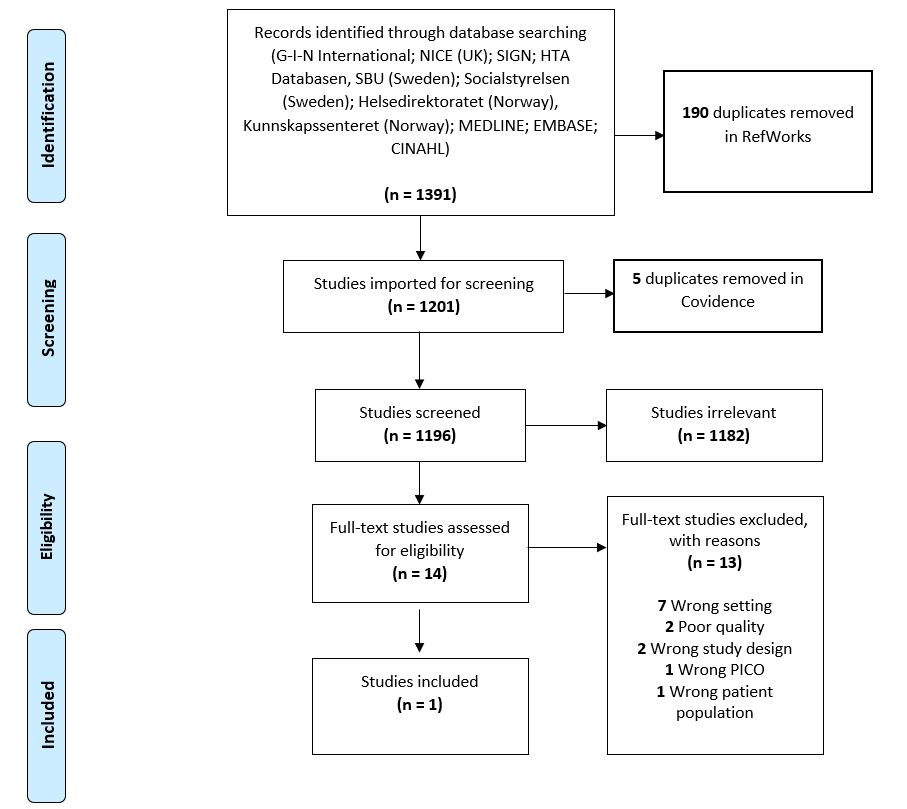 Identification
Records identified through database searching
(G-I-N International; NICE (UK); SIGN; HTA
Databasen, SBU (Sweden); Socialstyrelsen
(Sweden); Helsedirektoratet (Norway),
Kunnskapssenteret (Norway); MEDLINE; EMBASE;
CINAHL)
(n = 1391)
190 duplicates removed
in RefWorks
Screening
Studies imported for screening
(n = 1201)
5 duplicates removed in
Covidence
Studies screened
(n = 1196)
Studies irrelevant
(n = 1182)
Eligibility
Full-text studies assessed
for eligibility
(n = 14)
Full-text studies excluded,
with reasons
(n = 13)
7 Wrong setting
2 Poor quality
2 Wrong study design
1 Wrong PICO
1 Wrong patient
population
Included
Studies included
(n = 1)